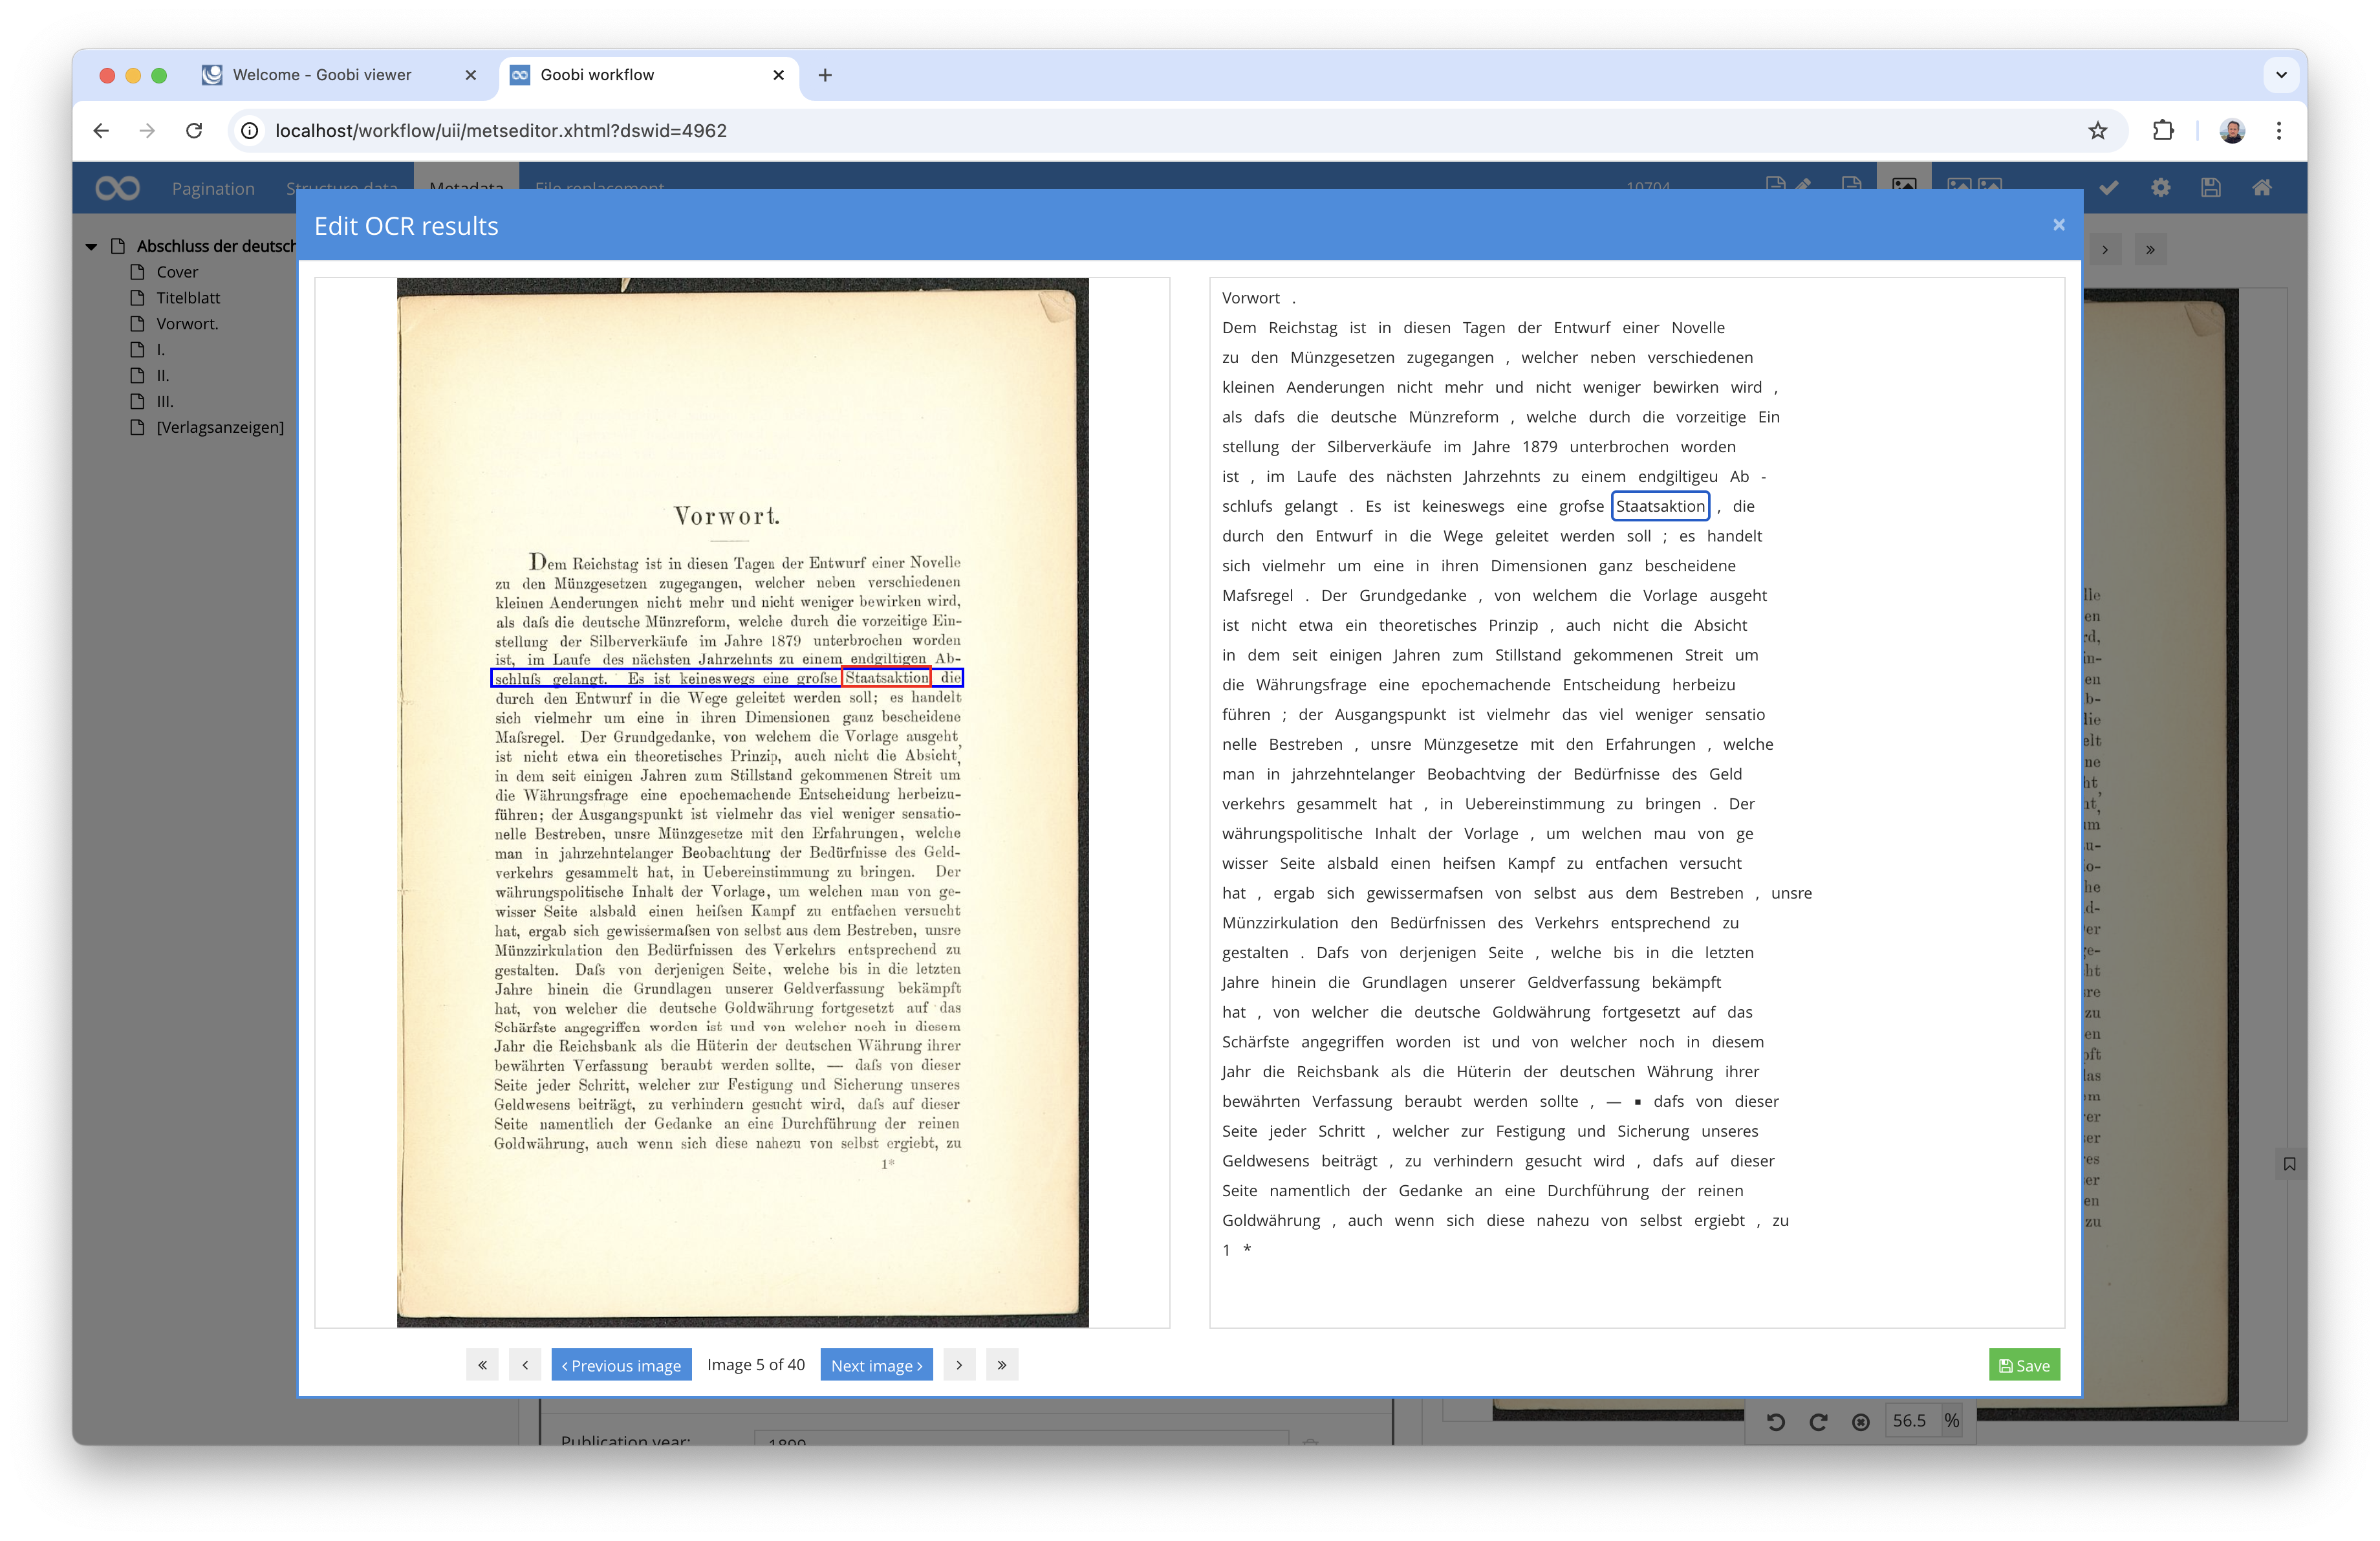 Welcome - Goobi viewer
Goobi workflow
localhost/workflow/uii/metseditor.xhtml?dswid=4962
Pagination Structure data Metadata File replacement 10704
Edit OCR results
Abschluss der deutsch
Cover
Titelblatt
Vorwort.
I.
II.
III.
[Verlagsanzeigen]
Vorwort.
Dem Reichstag ist in diesen Tagen der Entwurf einer Novelle
zu den Münzgesetzen zugegangen, welcher neben verschiedenen
kleinen Aenderungen nicht mehr und nicht weniger bewirken wird,
als daſs die deutsche Münzreform, welche durch die vorzeitige Ein-
stellung der Silberverkäufe im Jahre 1879 unterbrochen worden
ist, im Laufe des nächsten Jahrzehnts zu einem endgiltigen Ab-
schluſs gelangt. Es ist keineswegs eine groſse Staatsaktion die
durch den Entwurf in die Wege geleitet werden soll; es handelt
sich vielmehr um eine in ihren Dimensionen ganz bescheidene
Maſsregel. Der Grundgedanke, von welchem die Vorlage ausgeht,
ist nicht etwa ein theoretisches Prinzip, auch nicht die Absicht,
in dem seit einigen Jahren zum Stillstand gekommenen Streit um
die Währungsfrage eine epochemachende Entscheidung herbeizu-
führen; der Ausgangspunkt ist vielmehr das viel weniger sensatio-
nelle Bestreben, unsre Münzgesetze mit den Erfahrungen, welche
man in jahrzehntelanger Beobachtung der Bedürfnisse des Geld-
verkehrs gesammelt hat, in Uebereinstimmung zu bringen. Der
währungspolitische Inhalt der Vorlage, um welchen man von ge-
wisser Seite alsbald einen heiſsen Kampf zu entfachen versucht
hat, ergab sich gewissermaſsen von selbst aus dem Bestreben, unsre
Münzzirkulation den Bedürfnissen des Verkehrs entsprechend zu
gestalten. Daſs von derjenigen Seite, welche bis in die letzten
Jahre hinein die Grundlagen unserer Geldverfassung bekämpft
hat, von welcher die deutsche Goldwährung fortgesetzt auf das
Schärfste angegriffen worden ist und von welcher noch in diesem
Jahr die Reichsbank als die Hüterin der deutschen Währung ihrer
bewährten Verfassung beraubt werden sollte, — daſs von dieser
Seite jeder Schritt, welcher zur Festigung und Sicherung unseres
Geldwesens beiträgt, zu verhindern gesucht wird, daſs auf dieser
Seite namentlich der Gedanke an eine Durchführung der reinen
Goldwährung, auch wenn sich diese nahezu von selbst ergiebt, zu
1*
Vorwort .
Dem Reichstag ist in diesen Tagen der Entwurf einer Novelle
zu den Münzgesetzen zugegangen , welcher neben verschiedenen
kleinen Aenderungen nicht mehr und nicht weniger bewirken wird ,
als dafs die deutsche Münzreform , welche durch die vorzeitige Ein
stellung der Silberverkäufe im Jahre 1879 unterbrochen worden
ist , im Laufe des nächsten Jahrzehnts zu einem endgiltigeu Ab -
schlufs gelangt . Es ist keineswegs eine grofse Staatsaktion , die
durch den Entwurf in die Wege geleitet werden soll ; es handelt
sich vielmehr um eine in ihren Dimensionen ganz bescheidene
Mafsregel . Der Grundgedanke , von welchem die Vorlage ausgeht
ist nicht etwa ein theoretisches Prinzip , auch nicht die Absicht
in dem seit einigen Jahren zum Stillstand gekommenen Streit um
die Währungsfrage eine epochemachende Entscheidung herbeizu
führen ; der Ausgangspunkt ist vielmehr das viel weniger sensatio
nelle Bestreben , unsre Münzgesetze mit den Erfahrungen , welche
man in jahrzehntelanger Beobachtving der Bedürfnisse des Geld
verkehrs gesammelt hat , in Uebereinstimmung zu bringen . Der
währungspolitische Inhalt der Vorlage , um welchen mau von ge
wisser Seite alsbald einen heifsen Kampf zu entfachen versucht
hat , ergab sich gewissermafsen von selbst aus dem Bestreben , unsre
Münzzirkulation den Bedürfnissen des Verkehrs entsprechend zu
gestalten . Dafs von derjenigen Seite , welche bis in die letzten
Jahre hinein die Grundlagen unserer Geldverfassung bekämpft
hat , von welcher die deutsche Goldwährung fortgesetzt auf das
Schärfste angegriffen worden ist und von welcher noch in diesem
Jahr die Reichsbank als die Hüterin der deutschen Währung ihrer
bewährten Verfassung beraubt werden sollte , — ▪ dafs von dieser
Seite jeder Schritt , welcher zur Festigung und Sicherung unseres
Geldwesens beiträgt , zu verhindern gesucht wird , dafs auf dieser
Seite namentlich der Gedanke an eine Durchführung der reinen
Goldwährung , auch wenn sich diese nahezu von selbst ergiebt , zu
1 *
Previous image Image 5 of 40 Next image
Save
56.5 %
Publication year: 1899